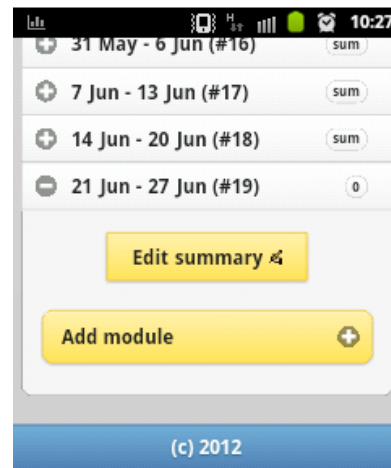 H 10:27
31 May - 6 Jun (#16) sum
7 Jun - 13 Jun (#17) sum
14 Jun - 20 Jun (#18) sum
21 Jun - 27 Jun (#19) 0
Edit summary
Add module
(c) 2012